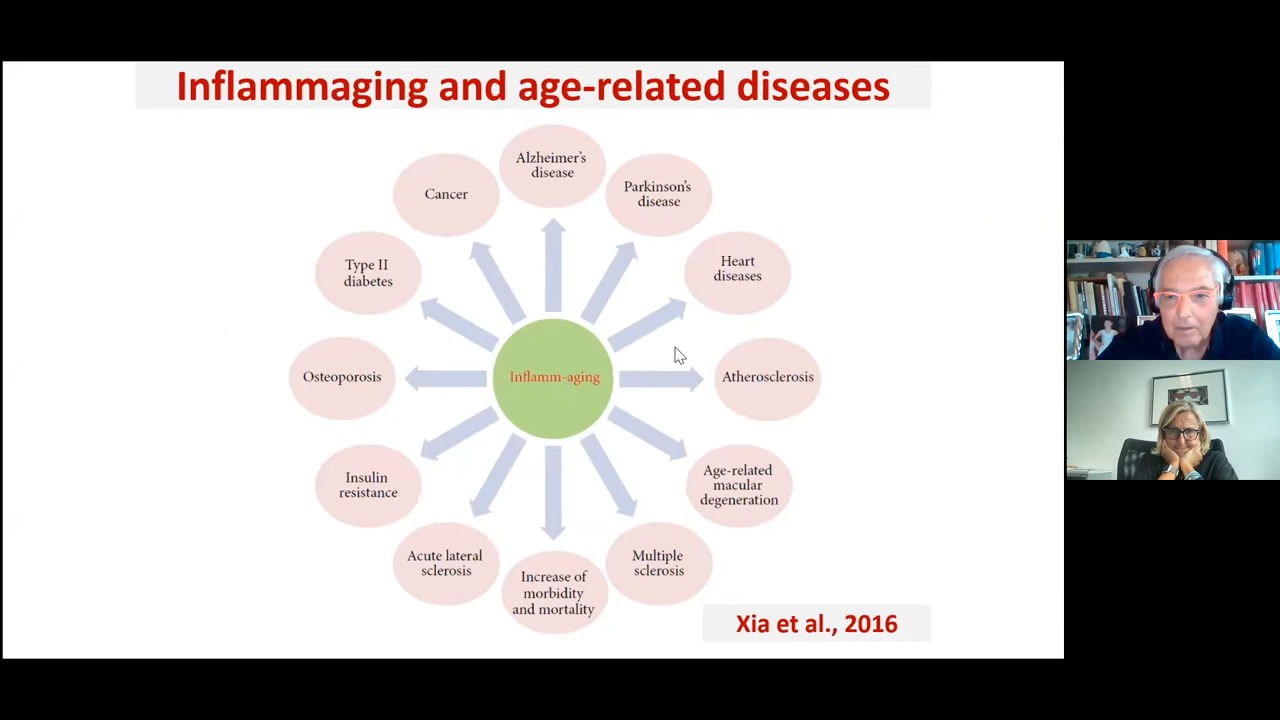 Inflammaging and age-related diseases
Alzheimer's
disease
Parkinson's
disease
Heart
diseases
Atherosclerosis
Age-related
macular
degeneration
Multiple
sclerosis
Increase of
morbidity
and mortality
Acute lateral
sclerosis
Insulin
resistance
Osteoporosis
Type II
diabetes
Cancer
Inflamm-aging
Xia et al., 2016